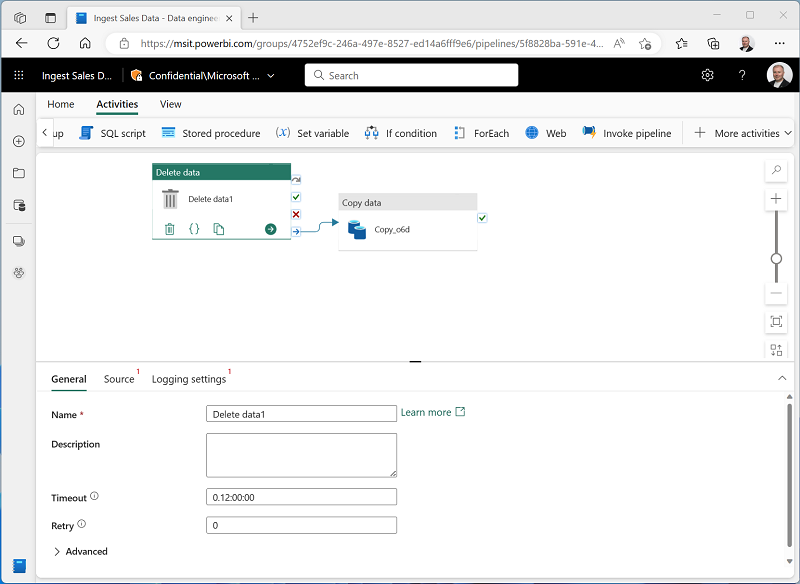 Ingest Sales Data - Data enginee
https://msit.powerbi.com/groups/4752ef9c-246a-497e-8527-ed14a6fff9e6/pipelines/5f8828ba-591e-4...
Ingest Sales D... Confidential\Microsoft ... Search ?
Home Activities View
up SQL script Stored procedure (x) Set variable If condition ForEach Web Invoke pipeline More activities
Delete data
Delete data1
Copy data
Copy_o6d
General Source 1 Logging settings 1
Name * Delete data1 Learn more
Description
Timeout 0.12:00:00
Retry 0
Advanced